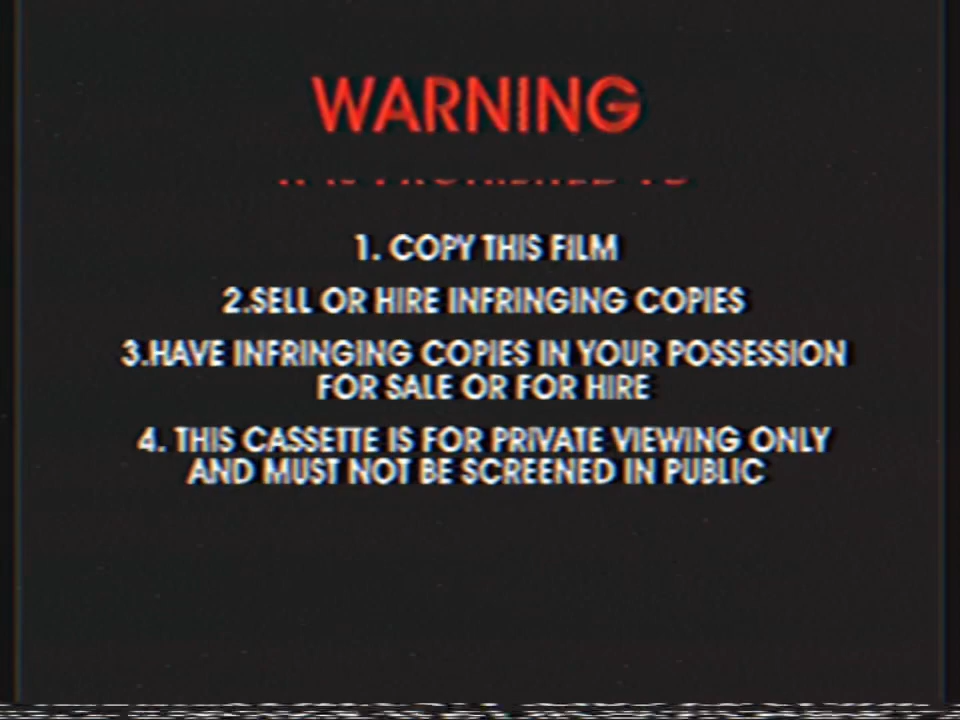 WARNING
1. COPY THIS FILM
2.SELL OR HIRE INFRINGING COPIES
3.HAVE INFRINGING COPIES IN YOUR POSSESSION
FOR SALE OR FOR HIRE
4. THIS CASSETTE IS FOR PRIVATE VIEWING ONLY
AND MUST NOT BE SCREENED IN PUBLIC